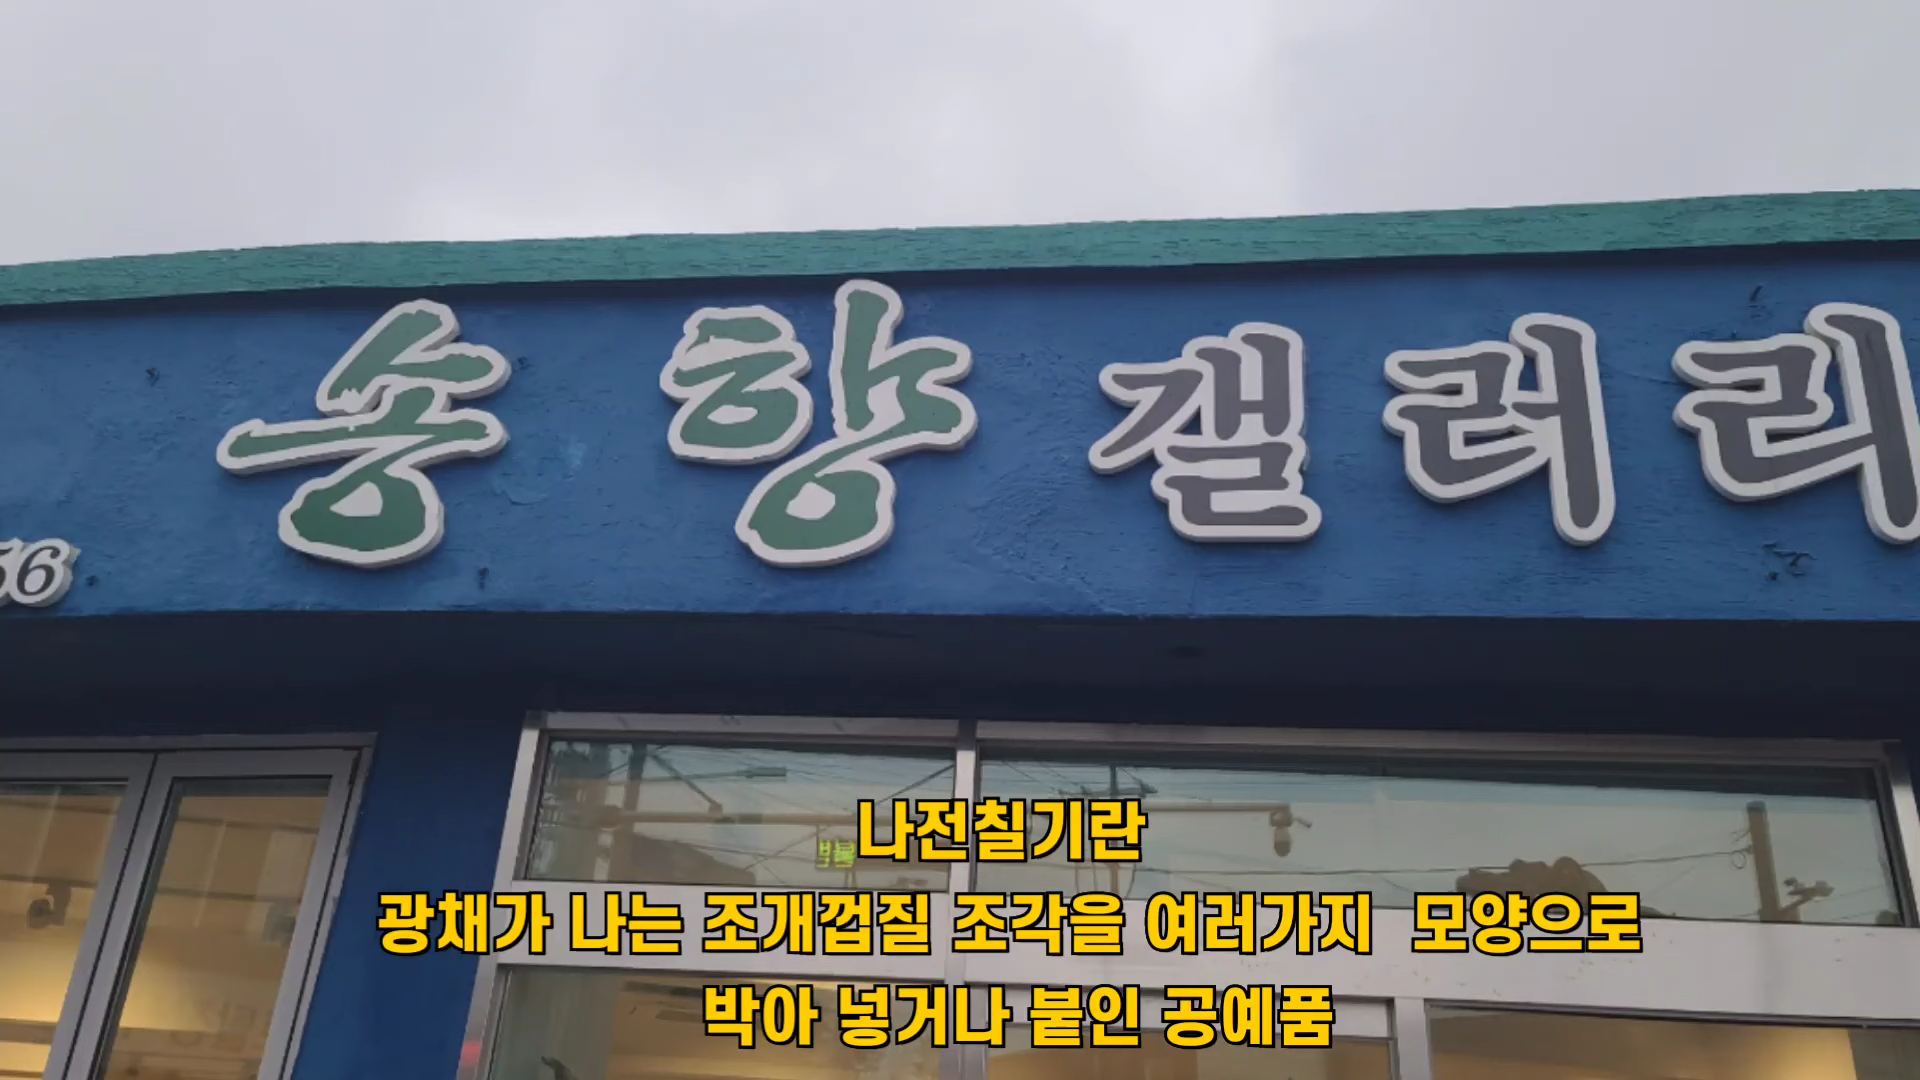 송향갤러리
56
나전칠기란
광채가 나는 조개껍질 조각을 여러가지 모양으로
박아 넣거나 붙인 공예품